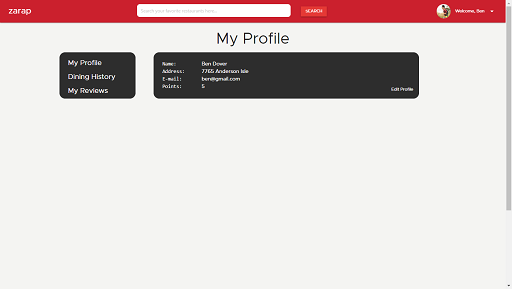 zarap
Search your favorite restaurants here...
SEARCH
Welcome, Ben
My Profile
My Profile
Dining History
My Reviews
Name: Ben Dover
Address: 7765 Anderson Isle
E-mail: ben@gmail.com
Points: 5
Edit Profile